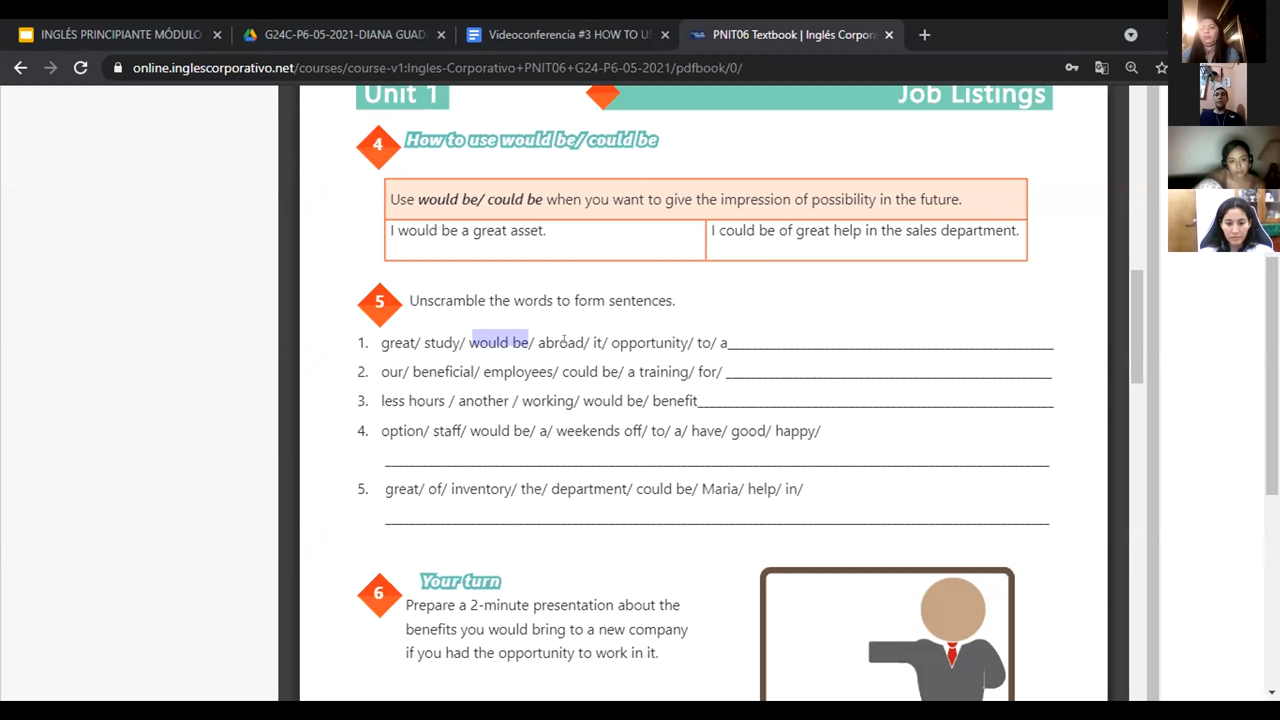 INGLÉS PRINCIPIANTE MÓDULO
G24C-P6-05-2021-DIANA GUAD
Videoconferencia #3 HOW TO US
PNIT06 Textbook | Inglés Corpor
online.inglescorporativo.net/courses/course-v1:Ingles-Corporativo+PNIT06+G24-P6-05-2021/pdfbook/0/
Unit 1
Job Listings
4 How to use would be/ could be
Use would be/ could be when you want to give the impression of possibility in the future.
I would be a great asset.
I could be of great help in the sales department.
5 Unscramble the words to form sentences.
1. great/ study/ would be/ abroad/ it/ opportunity/ to/ a____________________
2. our/ beneficial/ employees/ could be/ a training/ for/ ____________________
3. less hours / another / working/ would be/ benefit____________________
4. option/ staff/ would be/ a/ weekends off/ to/ a/ have/ good/ happy/
____________________
5. great/ of/ inventory/ the/ department/ could be/ Maria/ help/ in/
____________________
6 Your turn
Prepare a 2-minute presentation about the
benefits you would bring to a new company
if you had the opportunity to work in it.